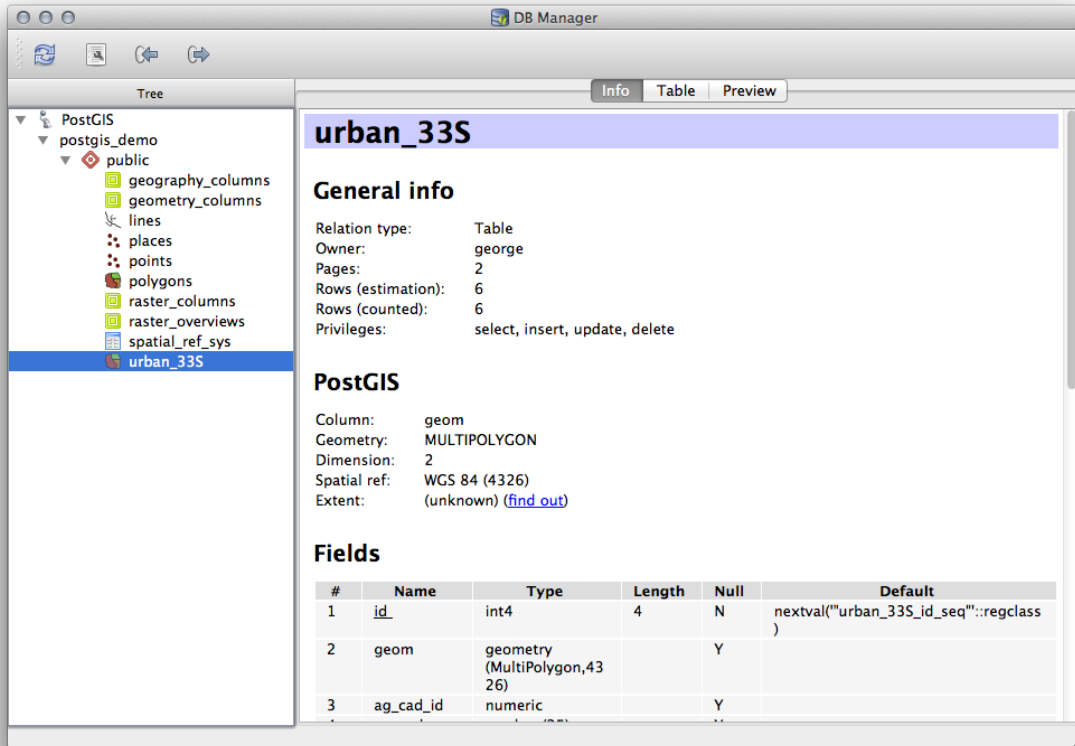 DB Manager
Tree
Info Table Preview
PostGIS
postgis_demo
public
geography_columns
geometry_columns
lines
places
points
polygons
raster_columns
raster_overviews
spatial_ref_sys
urban_33S
urban_33S
General info
Relation type: Table
Owner: george
Pages: 2
Rows (estimation): 6
Rows (counted): 6
Privileges: select, insert, update, delete
PostGIS
Column: geom
Geometry: MULTIPOLYGON
Dimension: 2
Spatial ref: WGS 84 (4326)
Extent: (unknown) (find out)
Fields
# Name Type Length Null Default
1 id int4 4 N nextval('"urban_33S_id_seq"'::regclass
)
2 geom geometry Y
(MultiPolygon,43
26)
3 ag_cad_id numeric Y